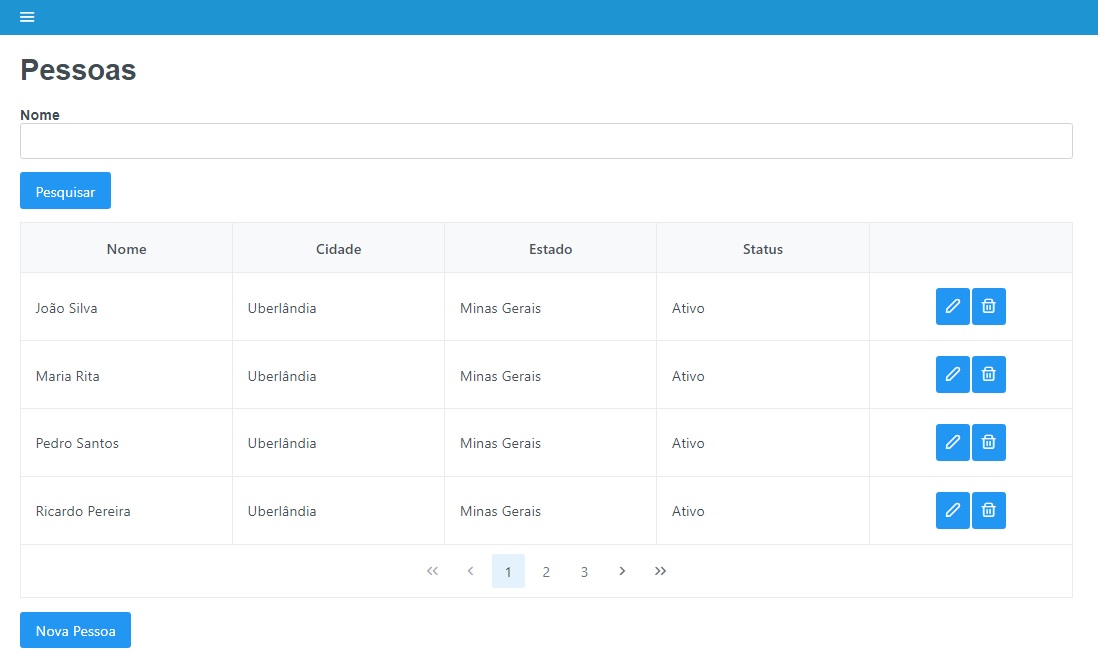 Pessoas
Nome
Pesquisar
Nome Cidade Estado Status
João Silva Uberlândia Minas Gerais Ativo
Maria Rita Uberlândia Minas Gerais Ativo
Pedro Santos Uberlândia Minas Gerais Ativo
Ricardo Pereira Uberlândia Minas Gerais Ativo
1 2 3
Nova Pessoa